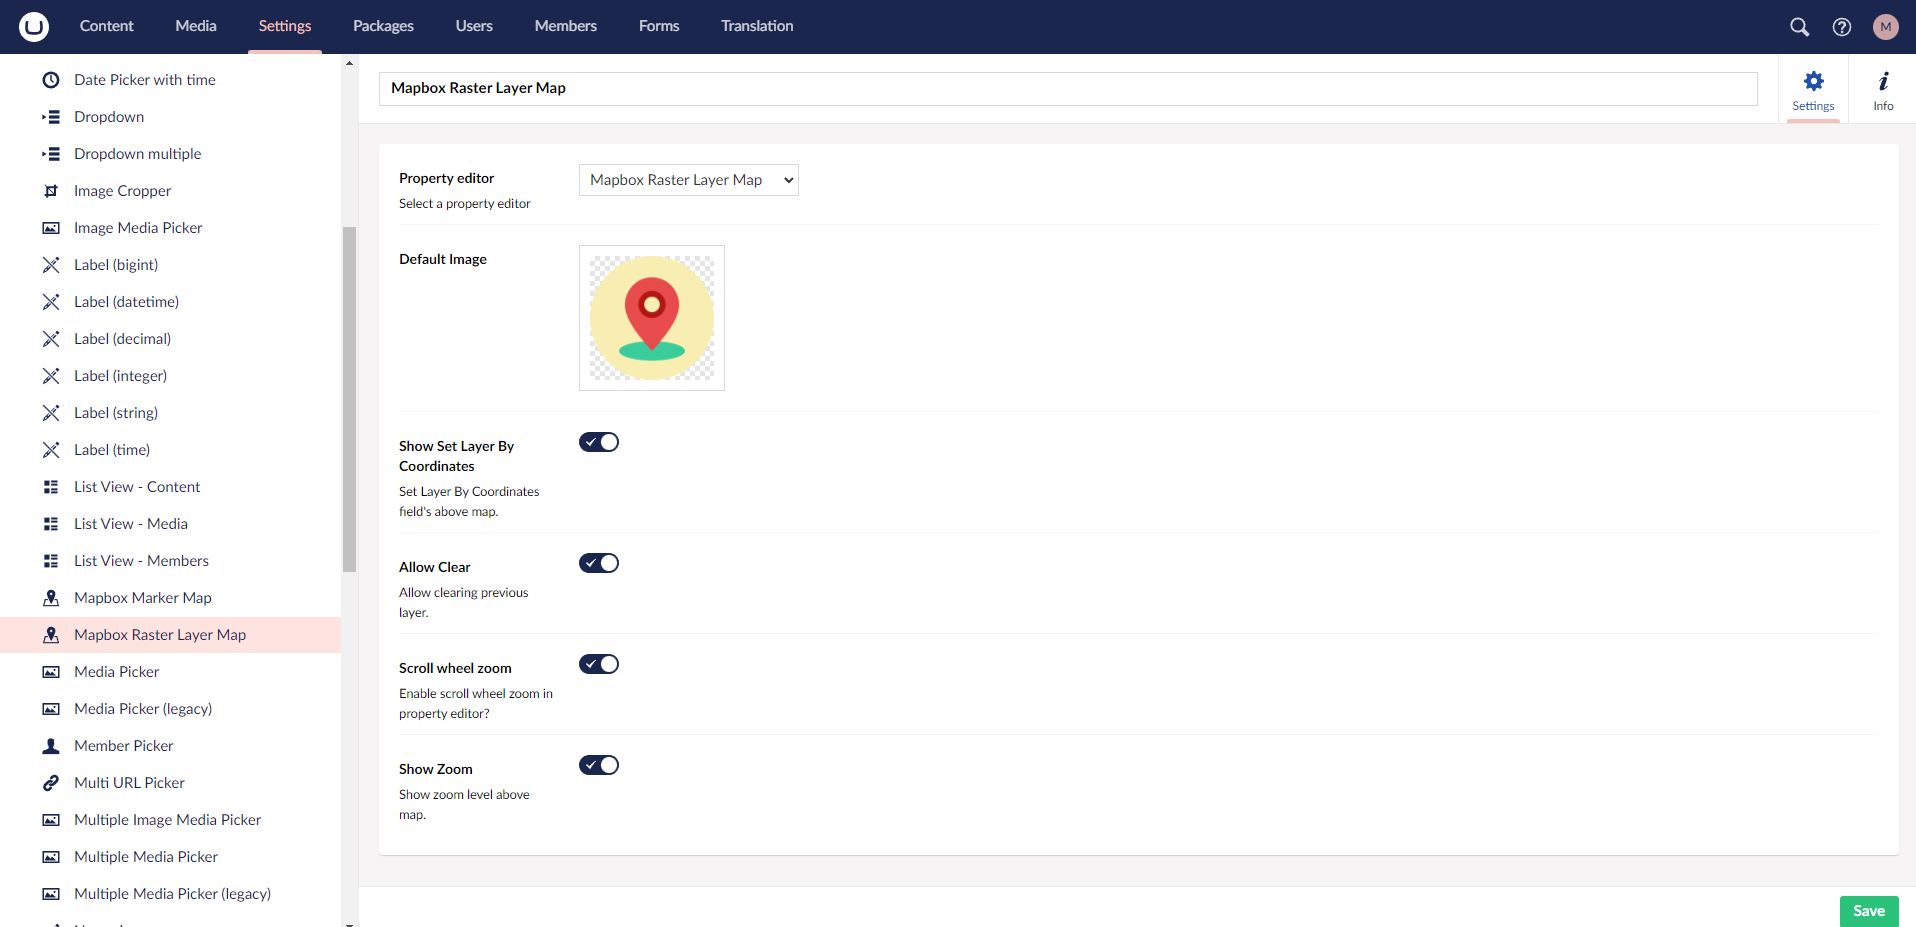 Content Media Settings Packages Users Members Forms Translation
M
Date Picker with time
Dropdown
Dropdown multiple
Image Cropper
Image Media Picker
Label (bigint)
Label (datetime)
Label (decimal)
Label (integer)
Label (string)
Label (time)
List View - Content
List View - Media
List View - Members
Mapbox Marker Map
Mapbox Raster Layer Map
Media Picker
Media Picker (legacy)
Member Picker
Multi URL Picker
Multiple Image Media Picker
Multiple Media Picker
Multiple Media Picker (legacy)
Mapbox Raster Layer Map
Settings
Info
Property editor
Select a property editor
Mapbox Raster Layer Map
Default Image
Show Set Layer By
Coordinates
Set Layer By Coordinates
field's above map.
Allow Clear
Allow clearing previous
layer.
Scroll wheel zoom
Enable scroll wheel zoom in
property editor?
Show Zoom
Show zoom level above
map.
Save